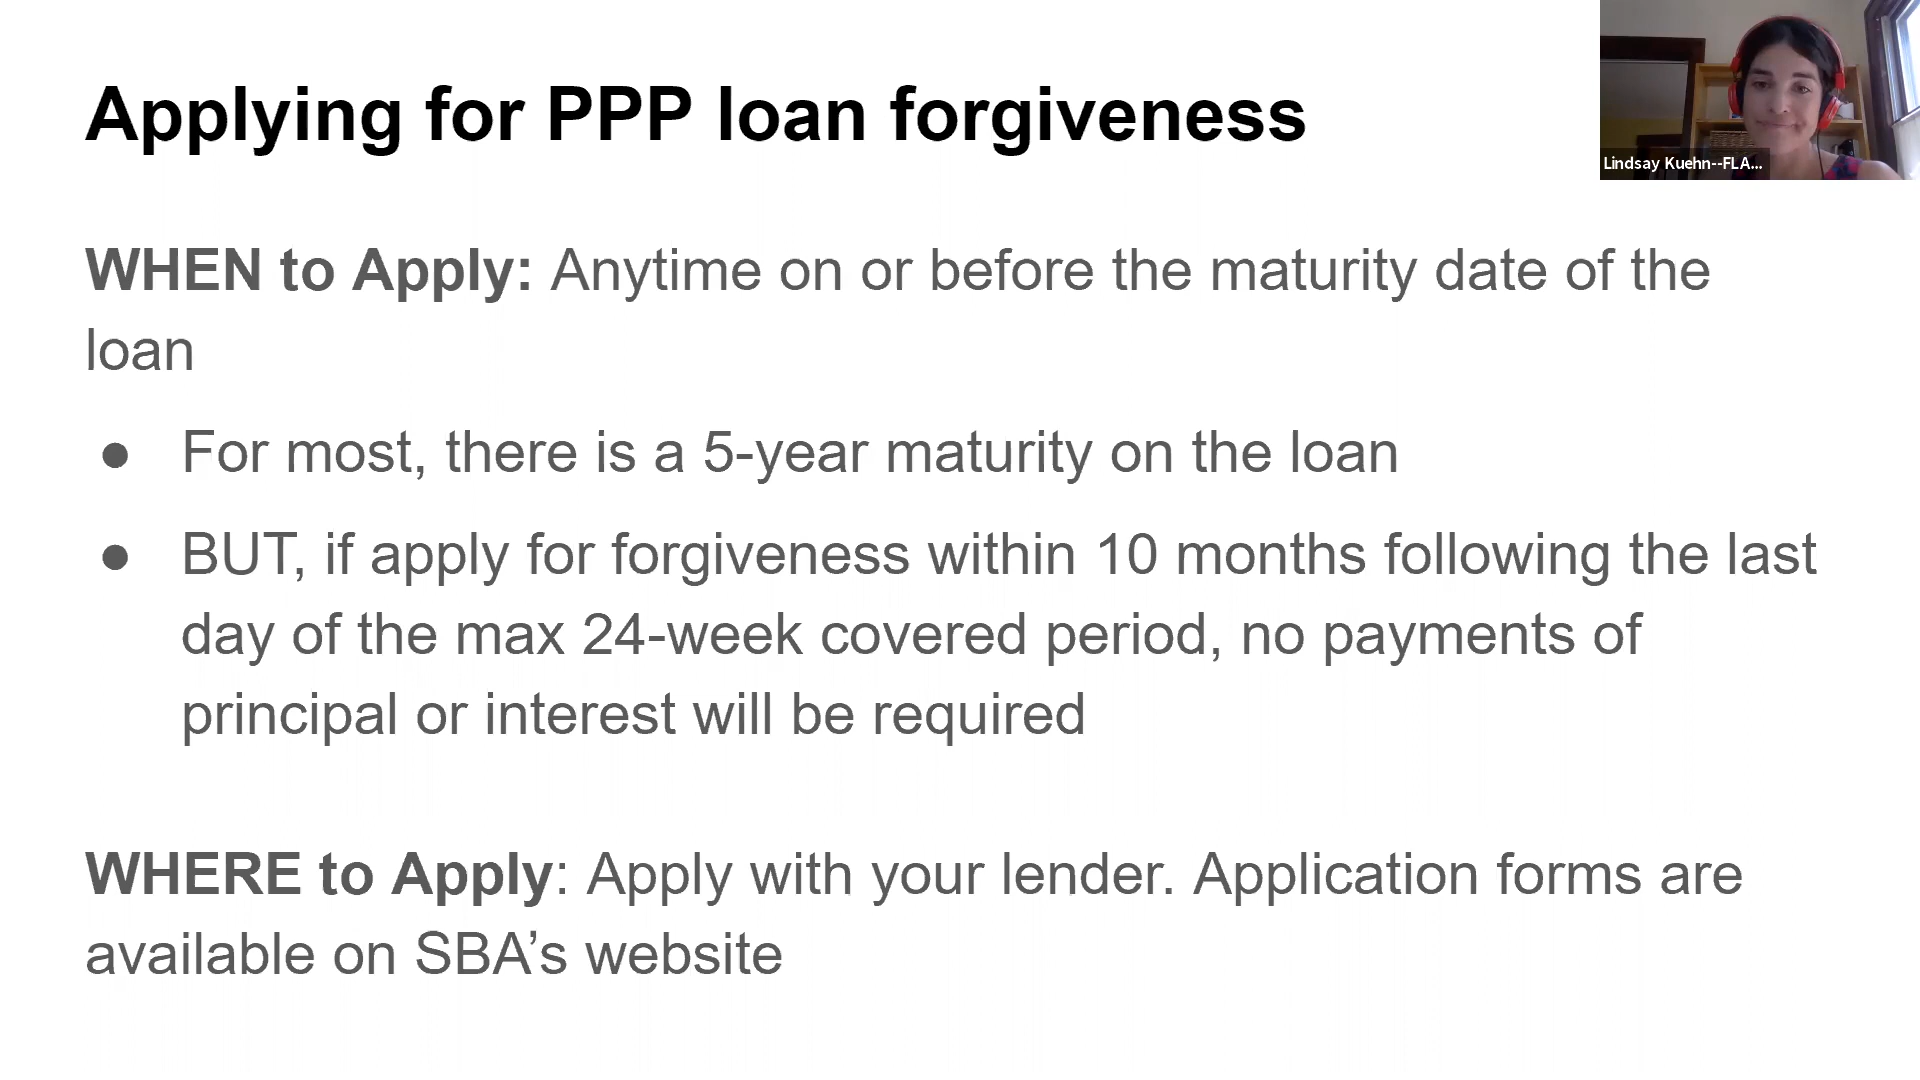 Applying for PPP loan forgiveness
Lindsay Kuehn--FLA...
WHEN to Apply: Anytime on or before the maturity date of the
loan
● For most, there is a 5-year maturity on the loan
● BUT, if apply for forgiveness within 10 months following the last
day of the max 24-week covered period, no payments of
principal or interest will be required
WHERE to Apply: Apply with your lender. Application forms are
available on SBA’s website